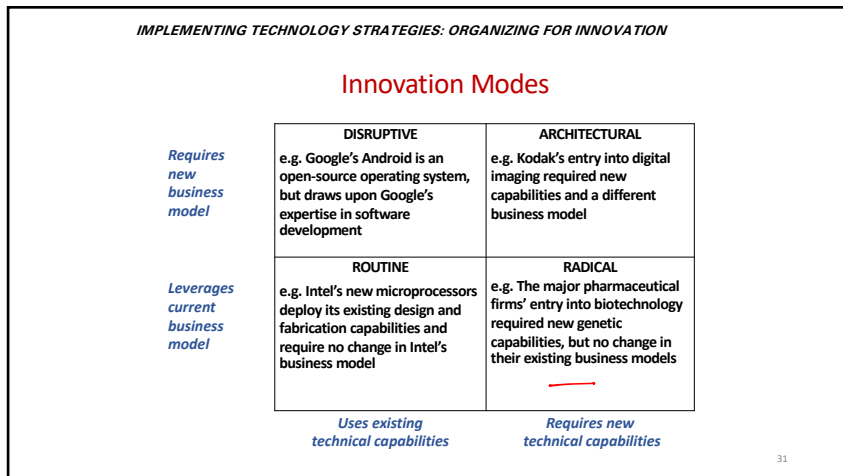 IMPLEMENTING TECHNOLOGY STRATEGIES: ORGANIZING FOR INNOVATION
Innovation Modes
Requires
new
business
model
DISRUPTIVE
e.g. Google's Android is an
open-source operating system,
but draws upon Google's
expertise in software
development
ARCHITECTURAL
e.g. Kodak's entry into digital
imaging required new
capabilities and a different
business model
Leverages
current
business
model
ROUTINE
e.g. Intel's new microprocessors
deploy its existing design and
fabrication capabilities and
require no change in Intel's
business model
RADICAL
e.g. The major pharmaceutical
firms' entry into biotechnology
required new genetic
capabilities, but no change in
their existing business models
Uses existing
technical capabilities
Requires new
technical capabilities
31